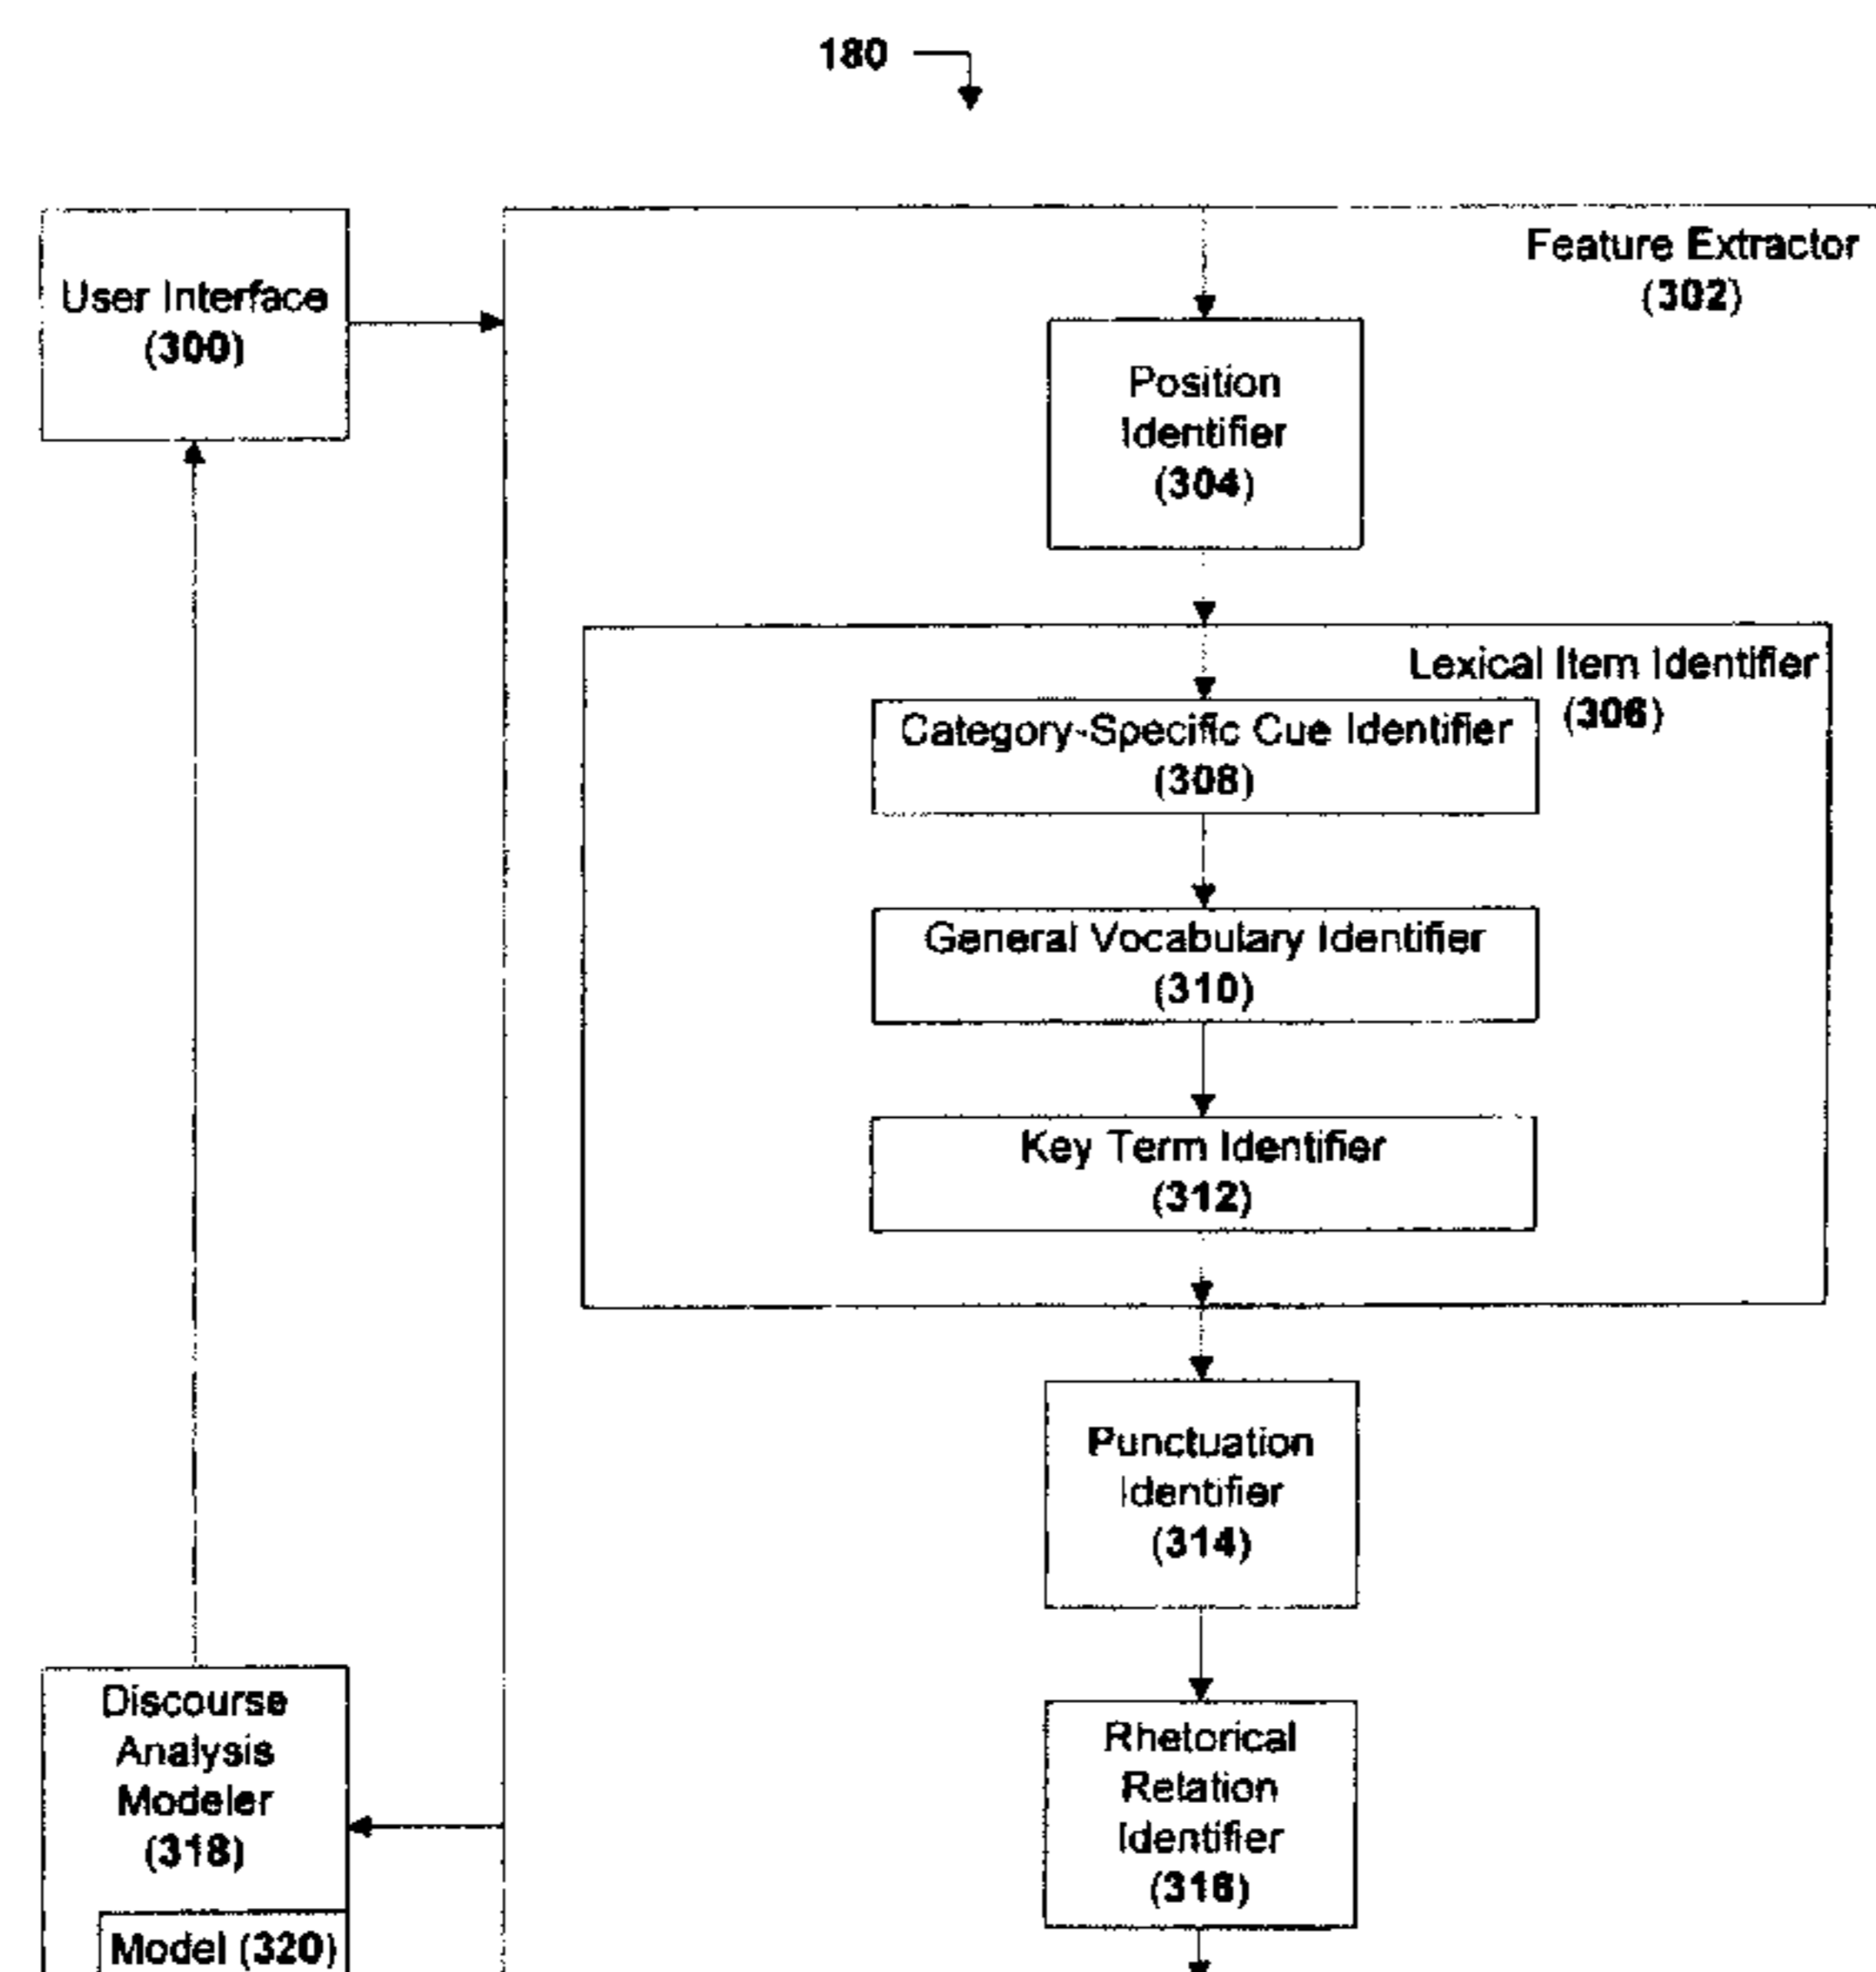 180
User Interface
(300)
Feature Extractor
(302)
Position
Identifier
(304)
Lexical Item Identifier
(306)
Category-Specific Cue Identifier
(308)
General Vocabulary Identifier
(310)
Key Term Identifier
(312)
Punctuation
Identifier
(314)
Discourse
Analysis
Modeler
(318)
Model (320)
Rhetorical
Relation
Identifier
(316)